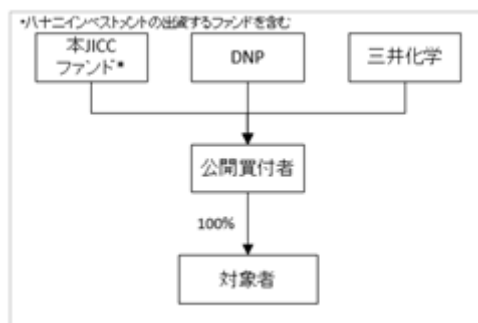 *八十二インベストメントの出資するファンドを含む
本JICC
ファンド*
DNP
三井化学
公開買付者
100%
対象者